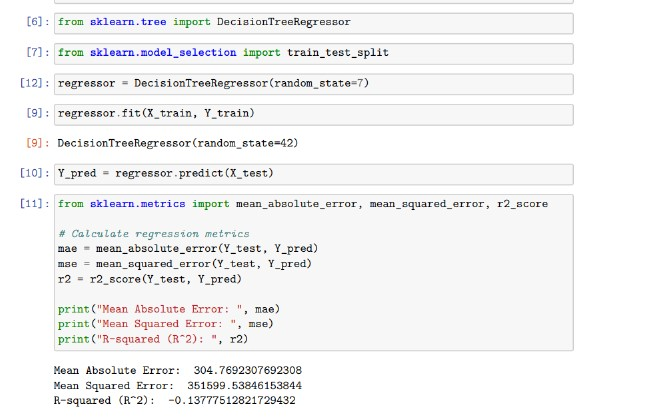 [6]: from sklearn.tree import DecisionTreeRegressor
[7]: from sklearn.model_selection import train_test_split
[12]: regressor = DecisionTreeRegressor(random_state=7)
[9]: regressor.fit(X_train, Y_train)
[9]: DecisionTreeRegressor(random_state=42)
[10]: Y_pred = regressor.predict(X_test)
[11]: from sklearn.metrics import mean_absolute_error, mean_squared_error, r2_score
# Calculate regression metrics
mae = mean_absolute_error(Y_test, Y_pred)
mse = mean_squared_error(Y_test, Y_pred)
r2 = r2_score(Y_test, Y_pred)
print("Mean Absolute Error: ", mae)
print("Mean Squared Error: ", mse)
print("R-squared (R^2): ", r2)
Mean Absolute Error:  304.7692307692308
Mean Squared Error:  351599.53846153844
R-squared (R^2):  -0.13777512821729432